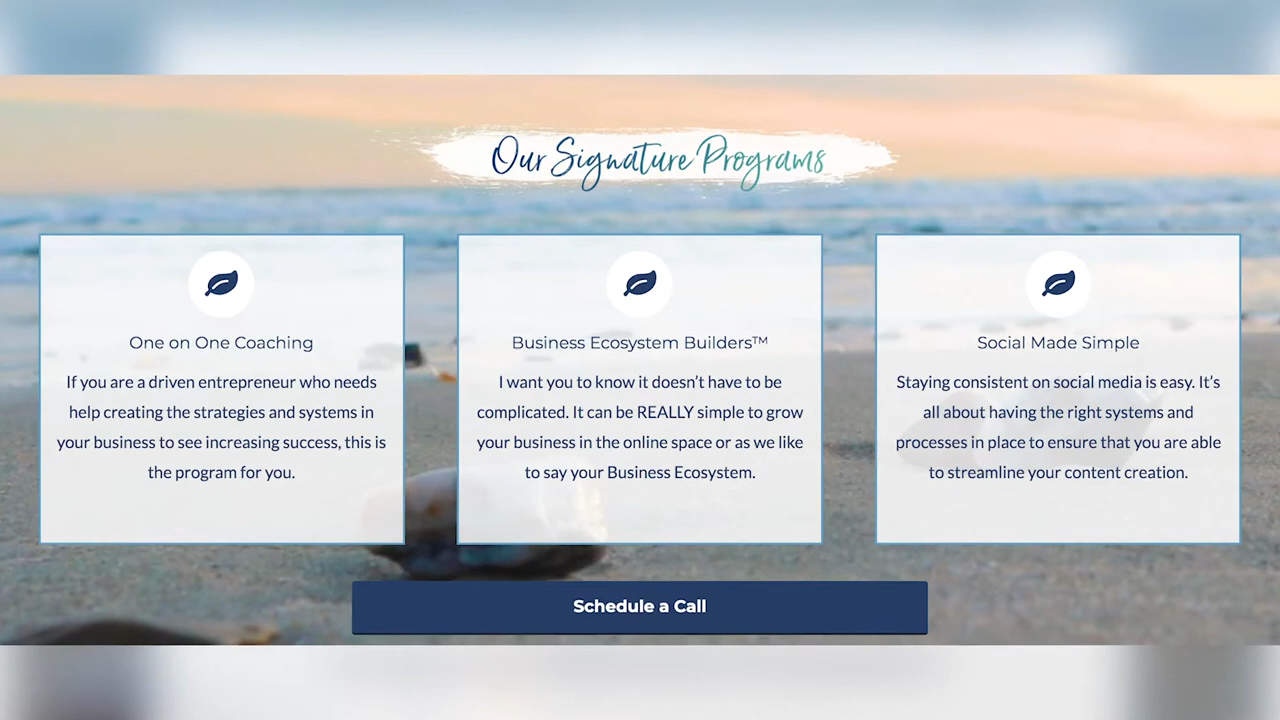 Our Signature Programs
One on One Coaching
If you are a driven entrepreneur who needs
help creating the strategies and systems in
your business to see increasing success, this is
the program for you.
Business Ecosystem Builders™
I want you to know it doesn’t have to be
complicated. It can be REALLY simple to grow
your business in the online space or as we like
to say your Business Ecosystem.
Social Made Simple
Staying consistent on social media is easy. It’s
all about having the right systems and
processes in place to ensure that you are able
to streamline your content creation.
Schedule a Call